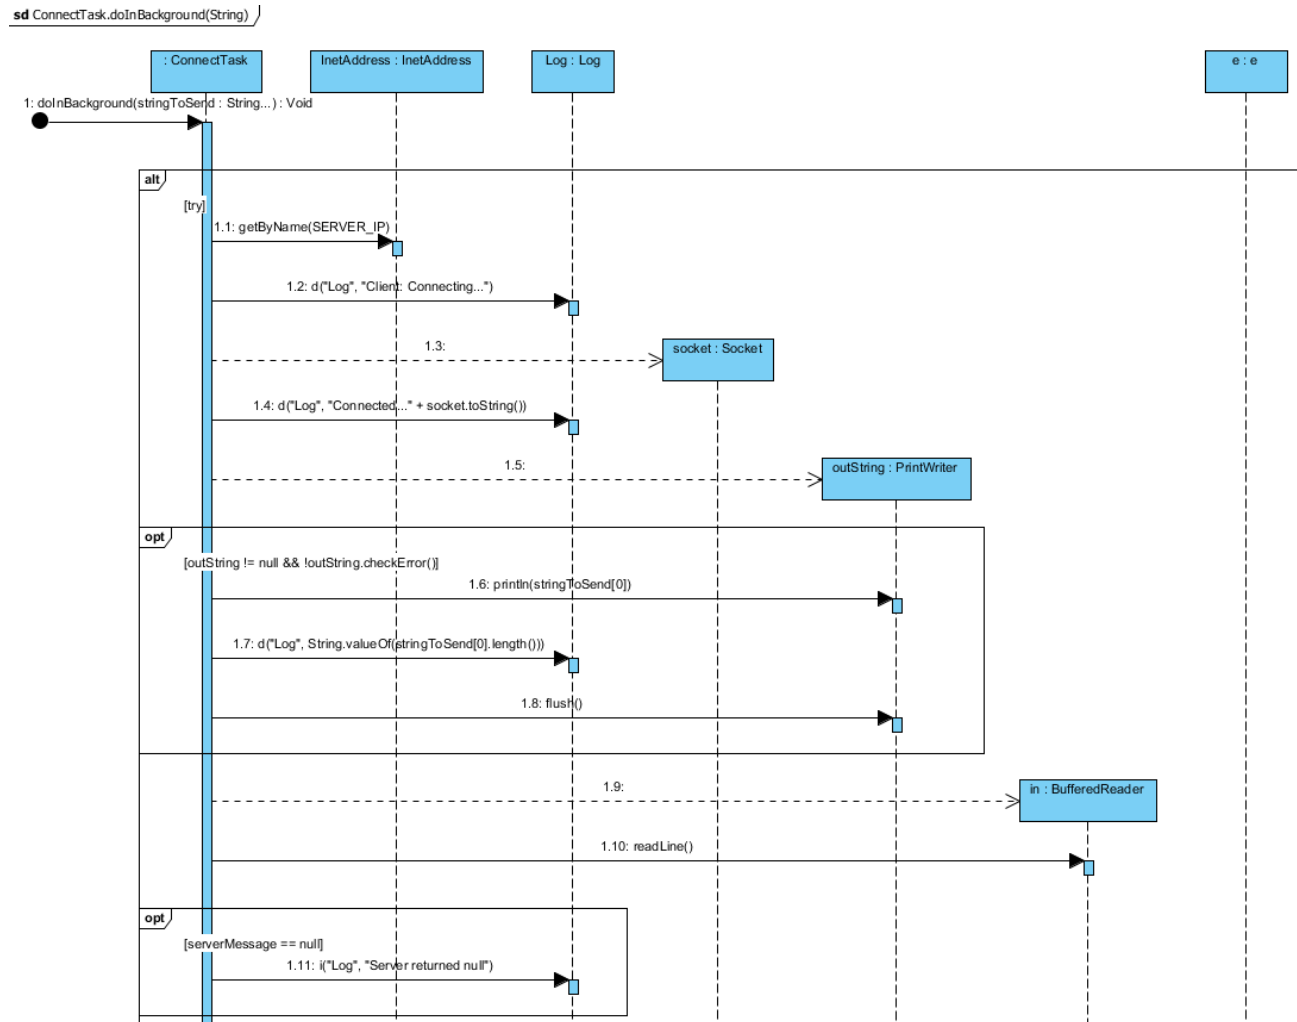 sd ConnectTask.doInBackground(String)
: ConnectTask
InetAddress : InetAddress
Log : Log
e : e
1: doInBackground(stringToSend : String...) : Void
alt
[try]
1.1: getByName(SERVER_IP)
1.2: d("Log", "Client: Connecting...")
1.3:
socket : Socket
1.4: d("Log", "Connected..." + socket.toString())
1.5:
outString : PrintWriter
opt
[outString != null && !outString.checkError()]
1.6: println(stringToSend[0])
1.7: d("Log", String.valueOf(stringToSend[0].length()))
1.8: flush()
1.9:
in : BufferedReader
1.10: readLine()
opt
[serverMessage == null]
1.11: i("Log", "Server returned null")